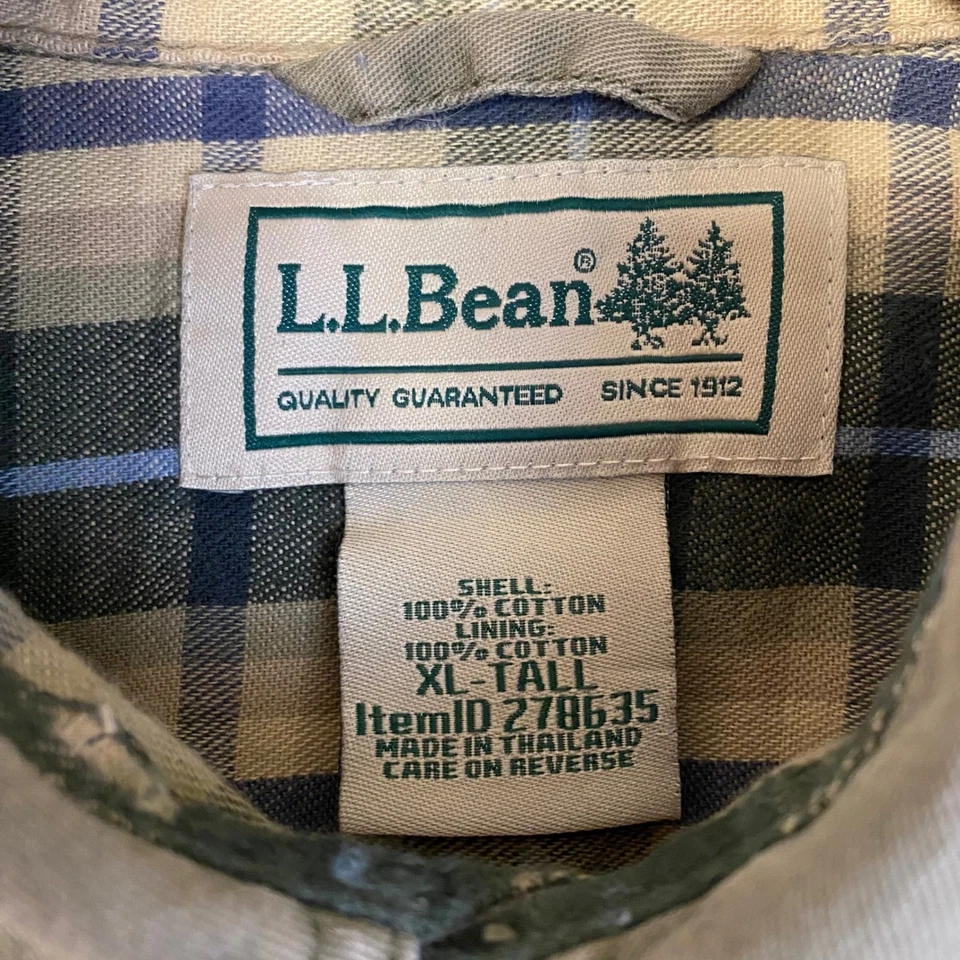 L.L.Bean®
QUALITY GUARANTEED SINCE 1912
SHELL:
100% COTTON
LINING:
100% COTTON
XL-TALL
ItemID 278635
MADE IN THAILAND
CARE ON REVERSE